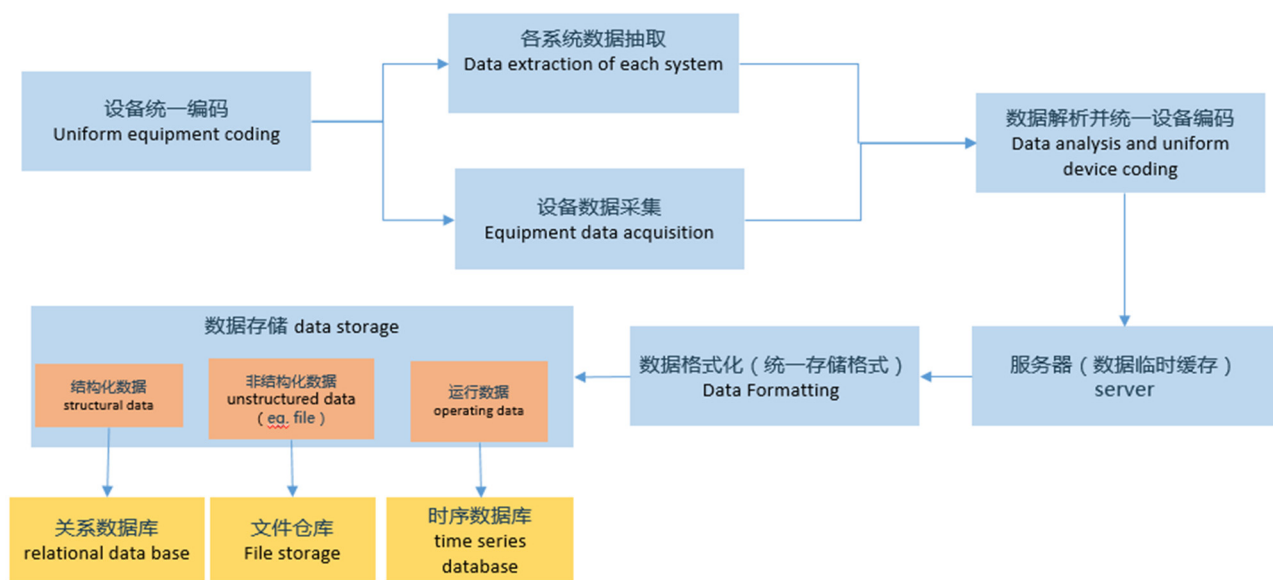 各系统数据抽取
Data extraction of each system
设备统一编码
Uniform equipment coding
数据解析并统一设备编码
Data analysis and uniform
device coding
设备数据采集
Equipment data acquisition
数据存储 data storage
结构化数据
structural data
非结构化数据
unstructured data
（eg. file）
运行数据
operating data
数据格式化（统一存储格式）
Data Formatting
服务器（数据临时缓存）
server
关系数据库
relational data base
文件仓库
File storage
时序数据库
time series
database